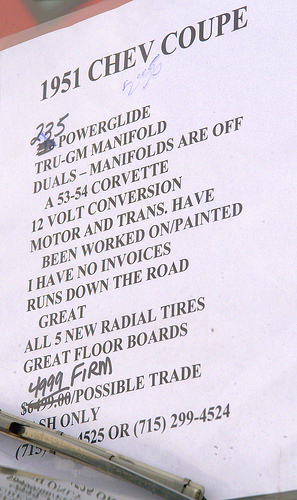 1951 CHEV COUPE
235 POWERGLIDE
TRU-GM MANIFOLD
DUALS – MANIFOLDS ARE OFF
A 53-54 CORVETTE
12 VOLT CONVERSION
MOTOR AND TRANS. HAVE
BEEN WORKED ON/PAINTED
I HAVE NO INVOICES
RUNS DOWN THE ROAD
GREAT
ALL 5 NEW RADIAL TIRES
GREAT FLOOR BOARDS
4999 FIRM
$6499.00/POSSIBLE TRADE
SH ONLY
(715) 4525 OR (715) 299-4524